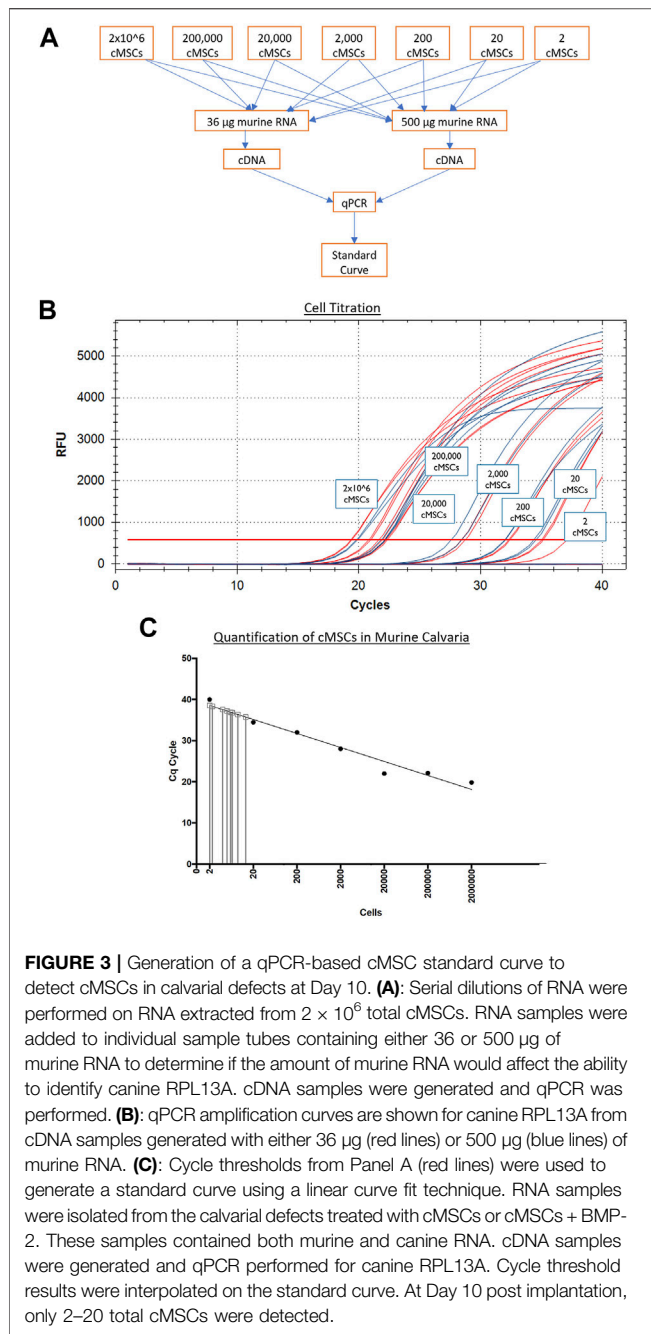 A
2x10^6 cMSCs
200,000 cMSCs
20,000 cMSCs
2,000 cMSCs
200 cMSCs
20 cMSCs
2 cMSCs
36 µg murine RNA
500 µg murine RNA
cDNA
cDNA
qPCR
Standard
Curve
B
Cell Titration
5000
4000
3000
2000
1000
0
RFU
0
10
20
30
40
Cycles
2x10^6
cMSCs
200,000
cMSCs
20,000
cMSCs
2,000
cMSCs
200
cMSCs
20
cMSCs
2
cMSCs
C
Quantification of cMSCs in Murine Calvaria
50
40
30
20
10
0
Cq Cycle
0
2
20
200
2000
20000
200000
2000000
Cells
FIGURE 3 | Generation of a qPCR-based cMSC standard curve to
detect cMSCs in calvarial defects at Day 10. (A): Serial dilutions of RNA were
performed on RNA extracted from 2 × 10⁶ total cMSCs. RNA samples were
added to individual sample tubes containing either 36 or 500 µg of
murine RNA to determine if the amount of murine RNA would affect the ability
to identify canine RPL13A. cDNA samples were generated and qPCR was
performed. (B): qPCR amplification curves are shown for canine RPL13A from
cDNA samples generated with either 36 µg (red lines) or 500 µg (blue lines) of
murine RNA. (C): Cycle thresholds from Panel A (red lines) were used to
generate a standard curve using a linear curve fit technique. RNA samples
were isolated from the calvarial defects treated with cMSCs or cMSCs + BMP-
2. These samples contained both murine and canine RNA. cDNA samples
were generated and qPCR performed for canine RPL13A. Cycle threshold
results were interpolated on the standard curve. At Day 10 post implantation,
only 2–20 total cMSCs were detected.